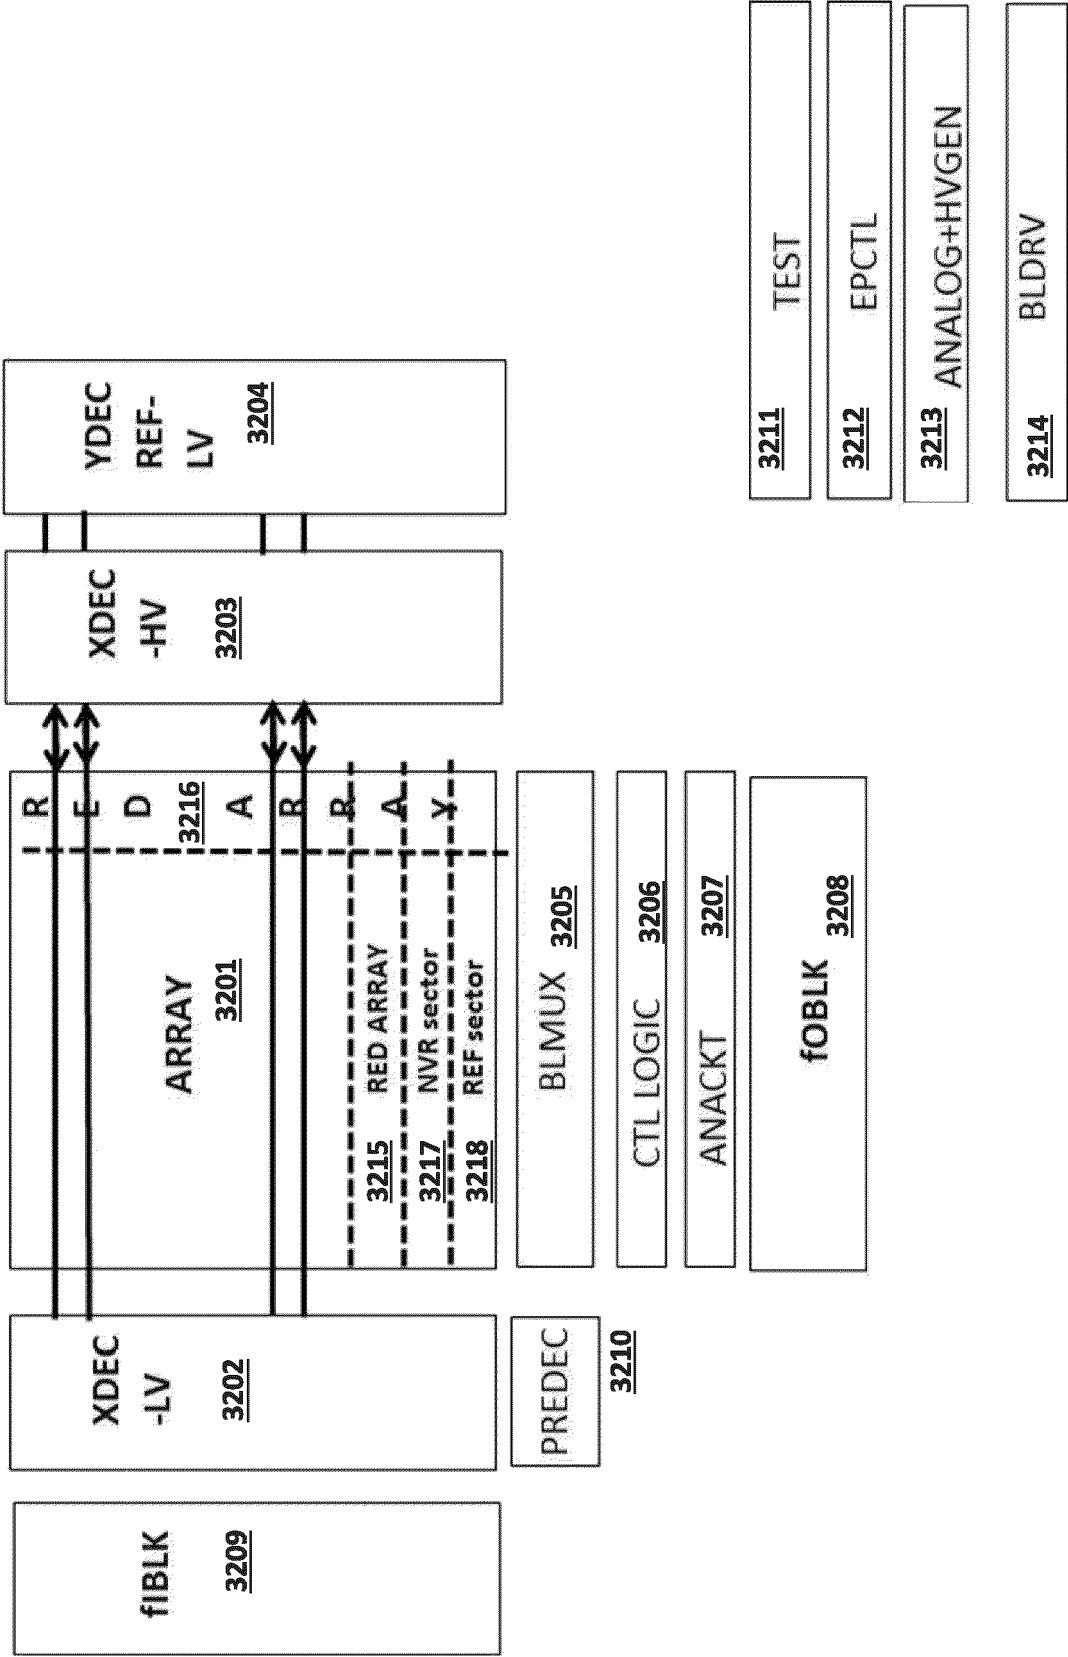 fIBLK
3209
XDEC
-LV
3202
PREDEC
3210
ARRAY
3201
R
E
D
3216
A
R
R
A
Y
3215
RED ARRAY
3217
NVR sector
3218
REF sector
BLMUX
3205
CTL LOGIC
3206
ANACKT
3207
fOBLK
3208
XDEC
-HV
3203
YDEC
REF-
LV
3204
3211
TEST
3212
EPCTL
3213
ANALOG+HVGEN
3214
BLDRV